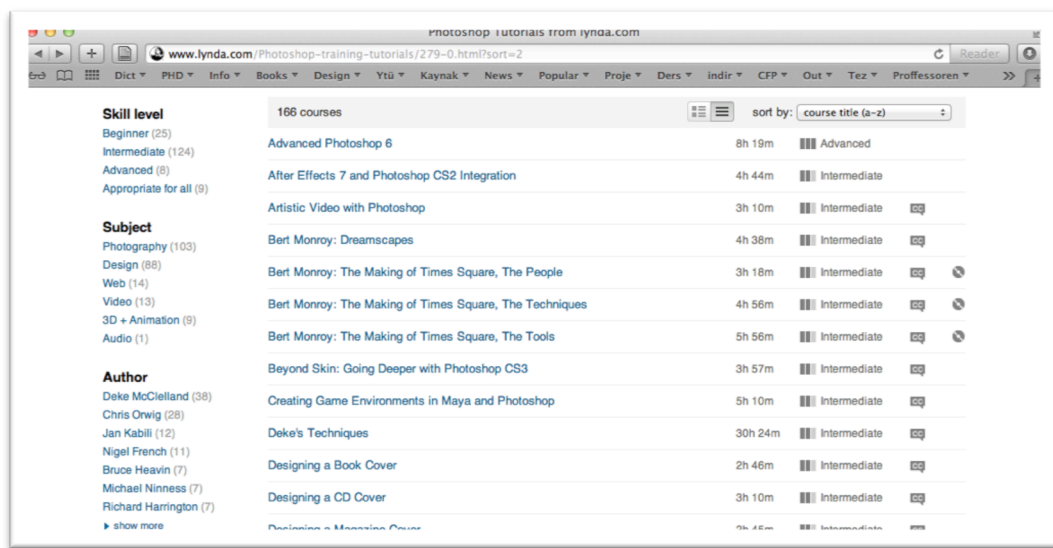 Photoshop Tutorials from lynda.com
www.lynda.com/Photoshop-training-tutorials/279-0.html?sort=2
Reader
Dict PHD Info Books Design Ytü Kaynak News Popular Proje Ders indir CFP Out Tez Proffessoren
Skill level
Beginner (25)
Intermediate (124)
Advanced (8)
Appropriate for all (9)
Subject
Photography (103)
Design (88)
Web (14)
Video (13)
3D + Animation (9)
Audio (1)
Author
Deke McClelland (38)
Chris Orwig (28)
Jan Kabili (12)
Nigel French (11)
Bruce Heavin (7)
Michael Ninness (7)
Richard Harrington (7)
show more
166 courses sort by: course title (a–z)
Advanced Photoshop 6 8h 19m Advanced
After Effects 7 and Photoshop CS2 Integration 4h 44m Intermediate
Artistic Video with Photoshop 3h 10m Intermediate CC
Bert Monroy: Dreamscapes 4h 38m Intermediate CC
Bert Monroy: The Making of Times Square, The People 3h 18m Intermediate CC
Bert Monroy: The Making of Times Square, The Techniques 4h 56m Intermediate CC
Bert Monroy: The Making of Times Square, The Tools 5h 56m Intermediate CC
Beyond Skin: Going Deeper with Photoshop CS3 3h 57m Intermediate CC
Creating Game Environments in Maya and Photoshop 5h 10m Intermediate CC
Deke's Techniques 30h 24m Intermediate CC
Designing a Book Cover 2h 46m Intermediate CC
Designing a CD Cover 3h 10m Intermediate CC
Designing a Magazine Cover 2h 45m Intermediate